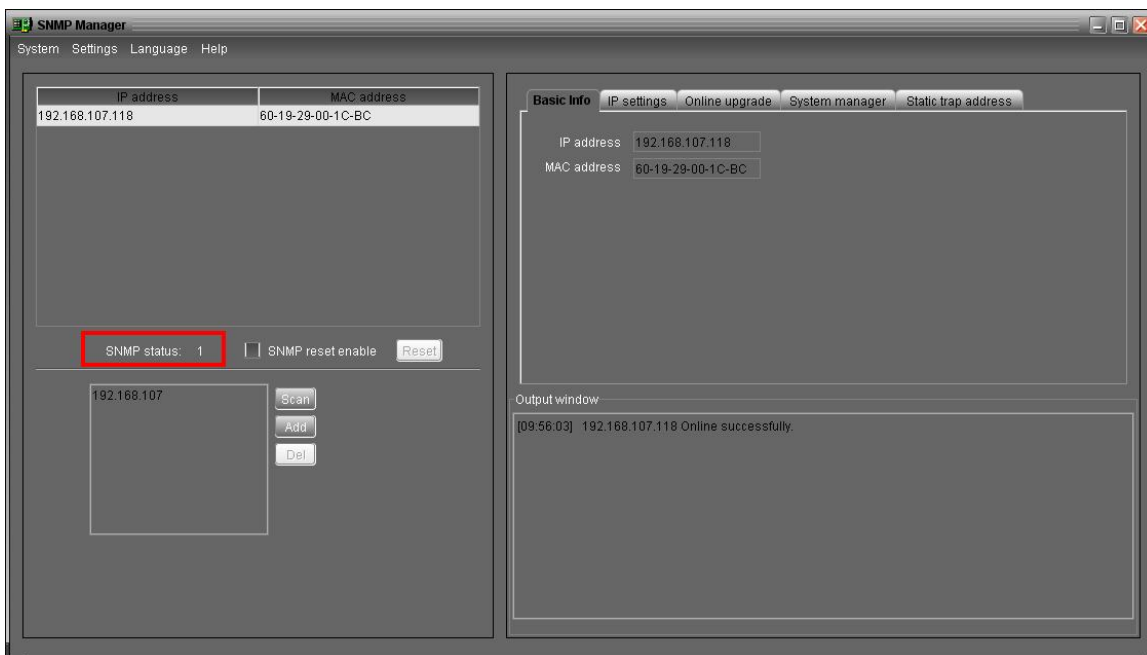 SNMP Manager
System Settings Language Help
IP address MAC address
192.168.107.118 60-19-29-00-1C-BC
SNMP status: 1 SNMP reset enable Reset
192.168.107
Scan
Add
Del
Basic Info IP settings Online upgrade System manager Static trap address
IP address 192.168.107.118
MAC address 60-19-29-00-1C-BC
Output window
[09:56:03] 192.168.107.118 Online successfully.